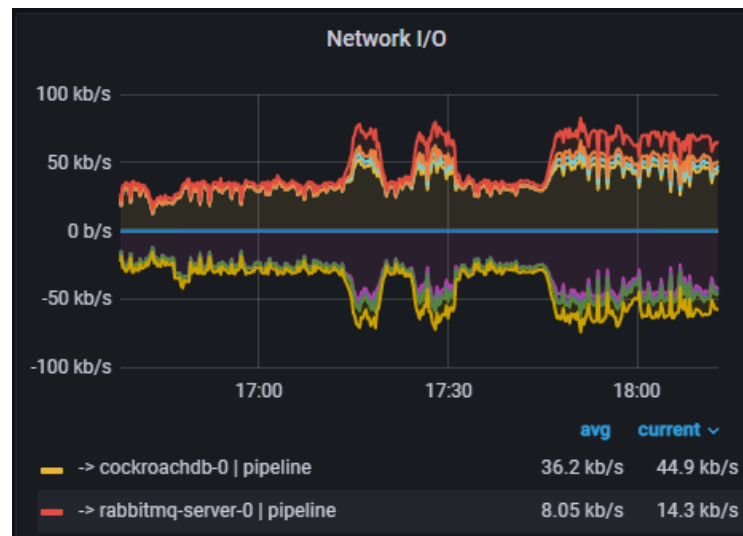 Network I/O
100 kb/s
50 kb/s
0 b/s
-50 kb/s
-100 kb/s
17:00 17:30 18:00
avg current
-> cockroachdb-0 | pipeline 36.2 kb/s 44.9 kb/s
-> rabbitmq-server-0 | pipeline 8.05 kb/s 14.3 kb/s